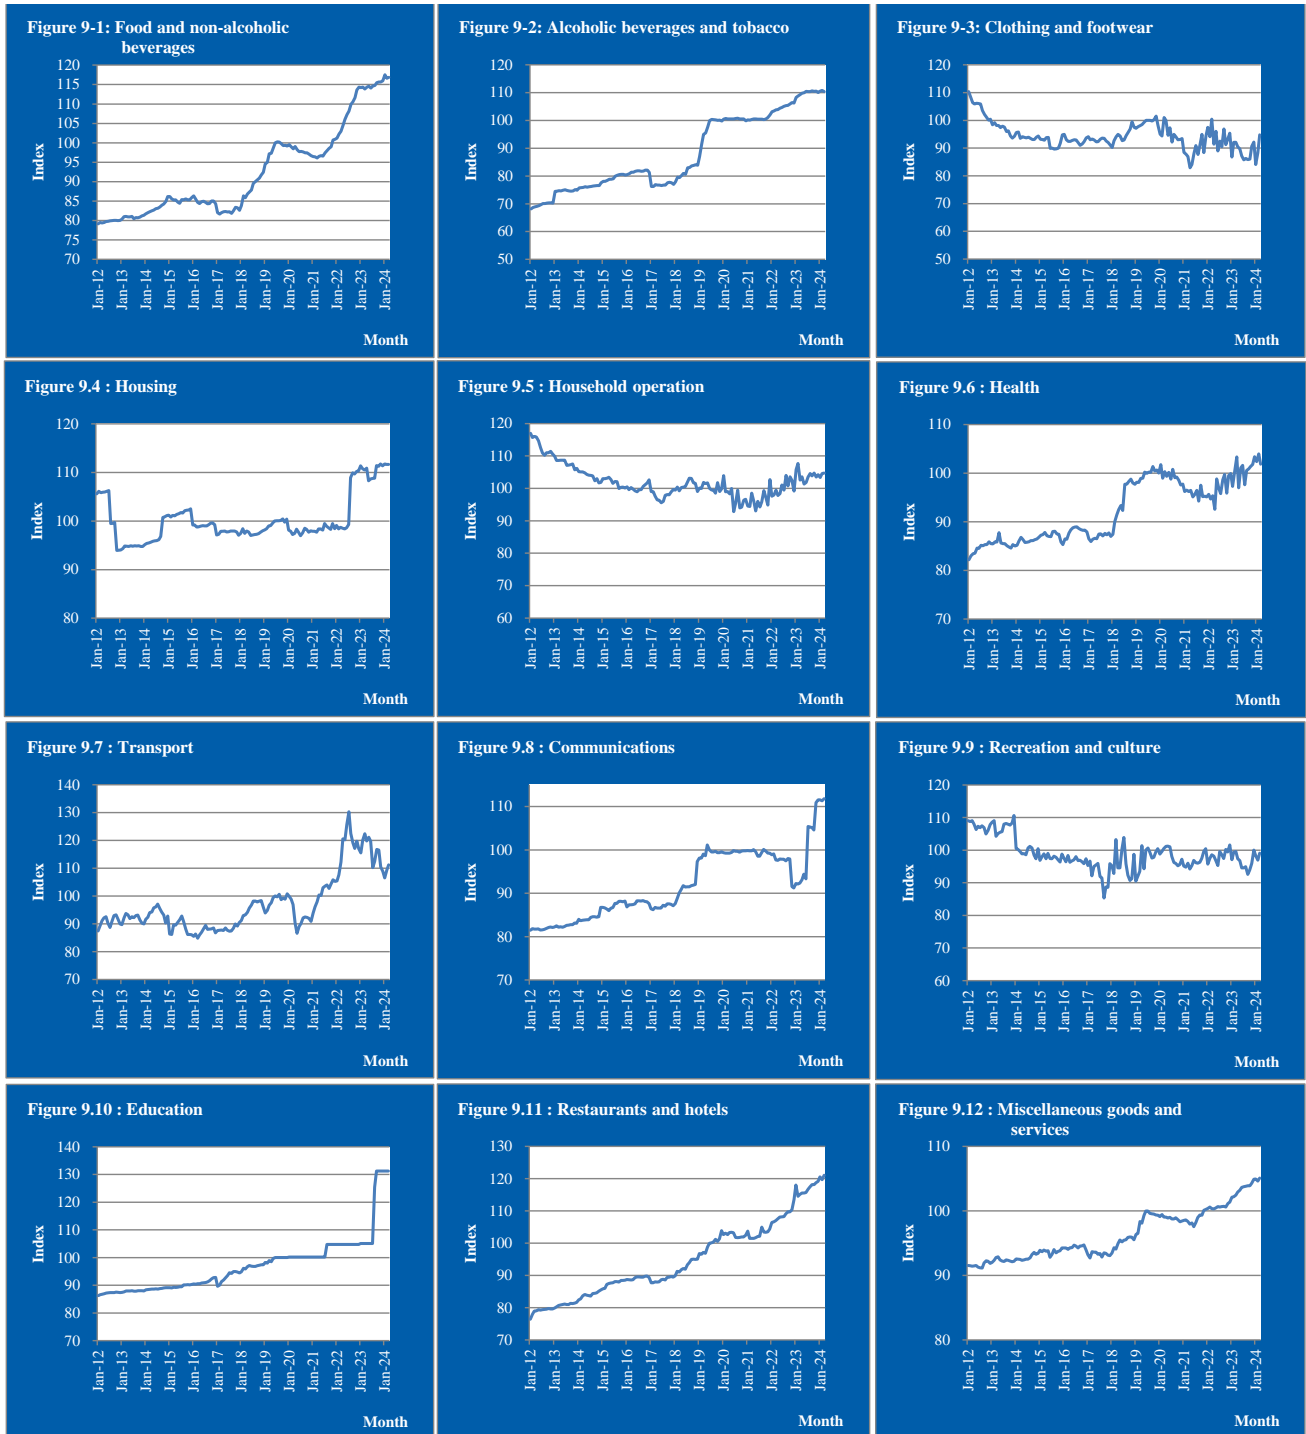 Figure 9-1: Food and non-alcoholic
beverages
120
115
110
105
100
95
90
85
80
75
70
Index
Jan-12
Jan-13
Jan-14
Jan-15
Jan-16
Jan-17
Jan-18
Jan-19
Jan-20
Jan-21
Jan-22
Jan-23
Jan-24
Month
Figure 9-2: Alcoholic beverages and tobacco
120
110
100
90
80
70
60
50
Index
Jan-12
Jan-13
Jan-14
Jan-15
Jan-16
Jan-17
Jan-18
Jan-19
Jan-20
Jan-21
Jan-22
Jan-23
Jan-24
Month
Figure 9-3: Clothing and footwear
120
110
100
90
80
70
60
50
Index
Jan-12
Jan-13
Jan-14
Jan-15
Jan-16
Jan-17
Jan-18
Jan-19
Jan-20
Jan-21
Jan-22
Jan-23
Jan-24
Month
Figure 9.4 : Housing
120
110
100
90
80
Index
Jan-12
Jan-13
Jan-14
Jan-15
Jan-16
Jan-17
Jan-18
Jan-19
Jan-20
Jan-21
Jan-22
Jan-23
Jan-24
Month
Figure 9.5 : Household operation
120
110
100
90
80
70
60
Index
Jan-12
Jan-13
Jan-14
Jan-15
Jan-16
Jan-17
Jan-18
Jan-19
Jan-20
Jan-21
Jan-22
Jan-23
Jan-24
Month
Figure 9.6 : Health
110
100
90
80
70
Index
Jan-12
Jan-13
Jan-14
Jan-15
Jan-16
Jan-17
Jan-18
Jan-19
Jan-20
Jan-21
Jan-22
Jan-23
Jan-24
Month
Figure 9.7 : Transport
140
130
120
110
100
90
80
70
Index
Jan-12
Jan-13
Jan-14
Jan-15
Jan-16
Jan-17
Jan-18
Jan-19
Jan-20
Jan-21
Jan-22
Jan-23
Jan-24
Month
Figure 9.8 : Communications
110
100
90
80
70
Index
Jan-12
Jan-13
Jan-14
Jan-15
Jan-16
Jan-17
Jan-18
Jan-19
Jan-20
Jan-21
Jan-22
Jan-23
Jan-24
Month
Figure 9.9 : Recreation and culture
120
110
100
90
80
70
60
Index
Jan-12
Jan-13
Jan-14
Jan-15
Jan-16
Jan-17
Jan-18
Jan-19
Jan-20
Jan-21
Jan-22
Jan-23
Jan-24
Month
Figure 9.10 : Education
140
130
120
110
100
90
80
70
Index
Jan-12
Jan-13
Jan-14
Jan-15
Jan-16
Jan-17
Jan-18
Jan-19
Jan-20
Jan-21
Jan-22
Jan-23
Jan-24
Month
Figure 9.11 : Restaurants and hotels
130
120
110
100
90
80
70
Index
Jan-12
Jan-13
Jan-14
Jan-15
Jan-16
Jan-17
Jan-18
Jan-19
Jan-20
Jan-21
Jan-22
Jan-23
Jan-24
Month
Figure 9.12 : Miscellaneous goods and
services
110
100
90
80
Index
Jan-12
Jan-13
Jan-14
Jan-15
Jan-16
Jan-17
Jan-18
Jan-19
Jan-20
Jan-21
Jan-22
Jan-23
Jan-24
Month